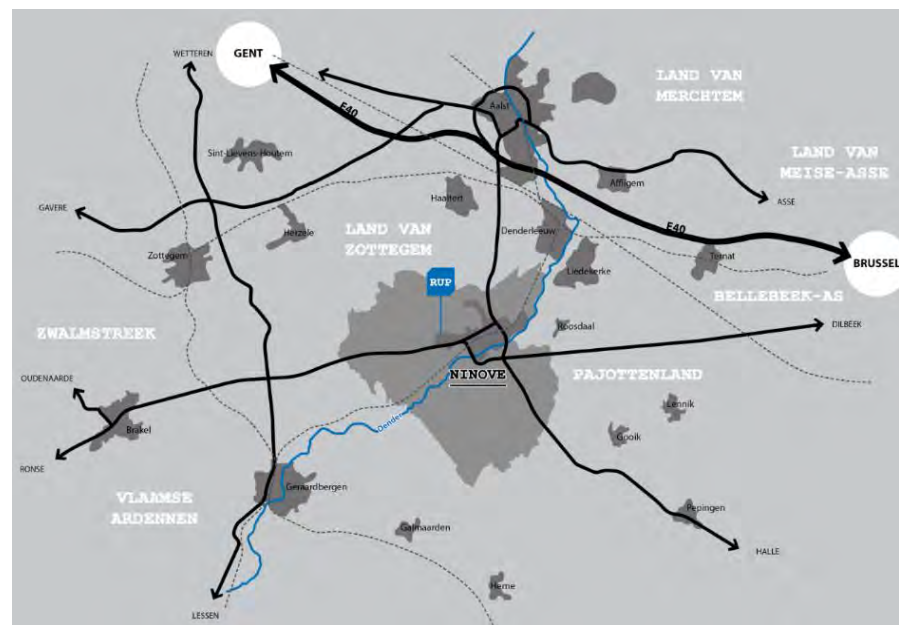 WETTEREN
GENT
E40
LAND VAN
MERCHTEM
Aalst
Sint-Lievens-Houtem
LAND VAN
MEISE-ASSE
Affligem
ASSE
GAVERE
Haaltert
Herzele
LAND VAN
ZOTTEGEM
Denderleeuw
E40
Zottegem
Liedekerke
Ternat
BRUSSEL
RUP
BELLEBEEK-AS
ZWALMSTREEK
Roosdaal
DILBEEK
NINOVE
PAJOTTENLAND
OUDENAARDE
Dender
Lennik
Brakel
Gooik
RONSE
VLAAMSE
ARDENNEN
Geraardbergen
Pepingen
Galmaarden
HALLE
Herne
LESSEN